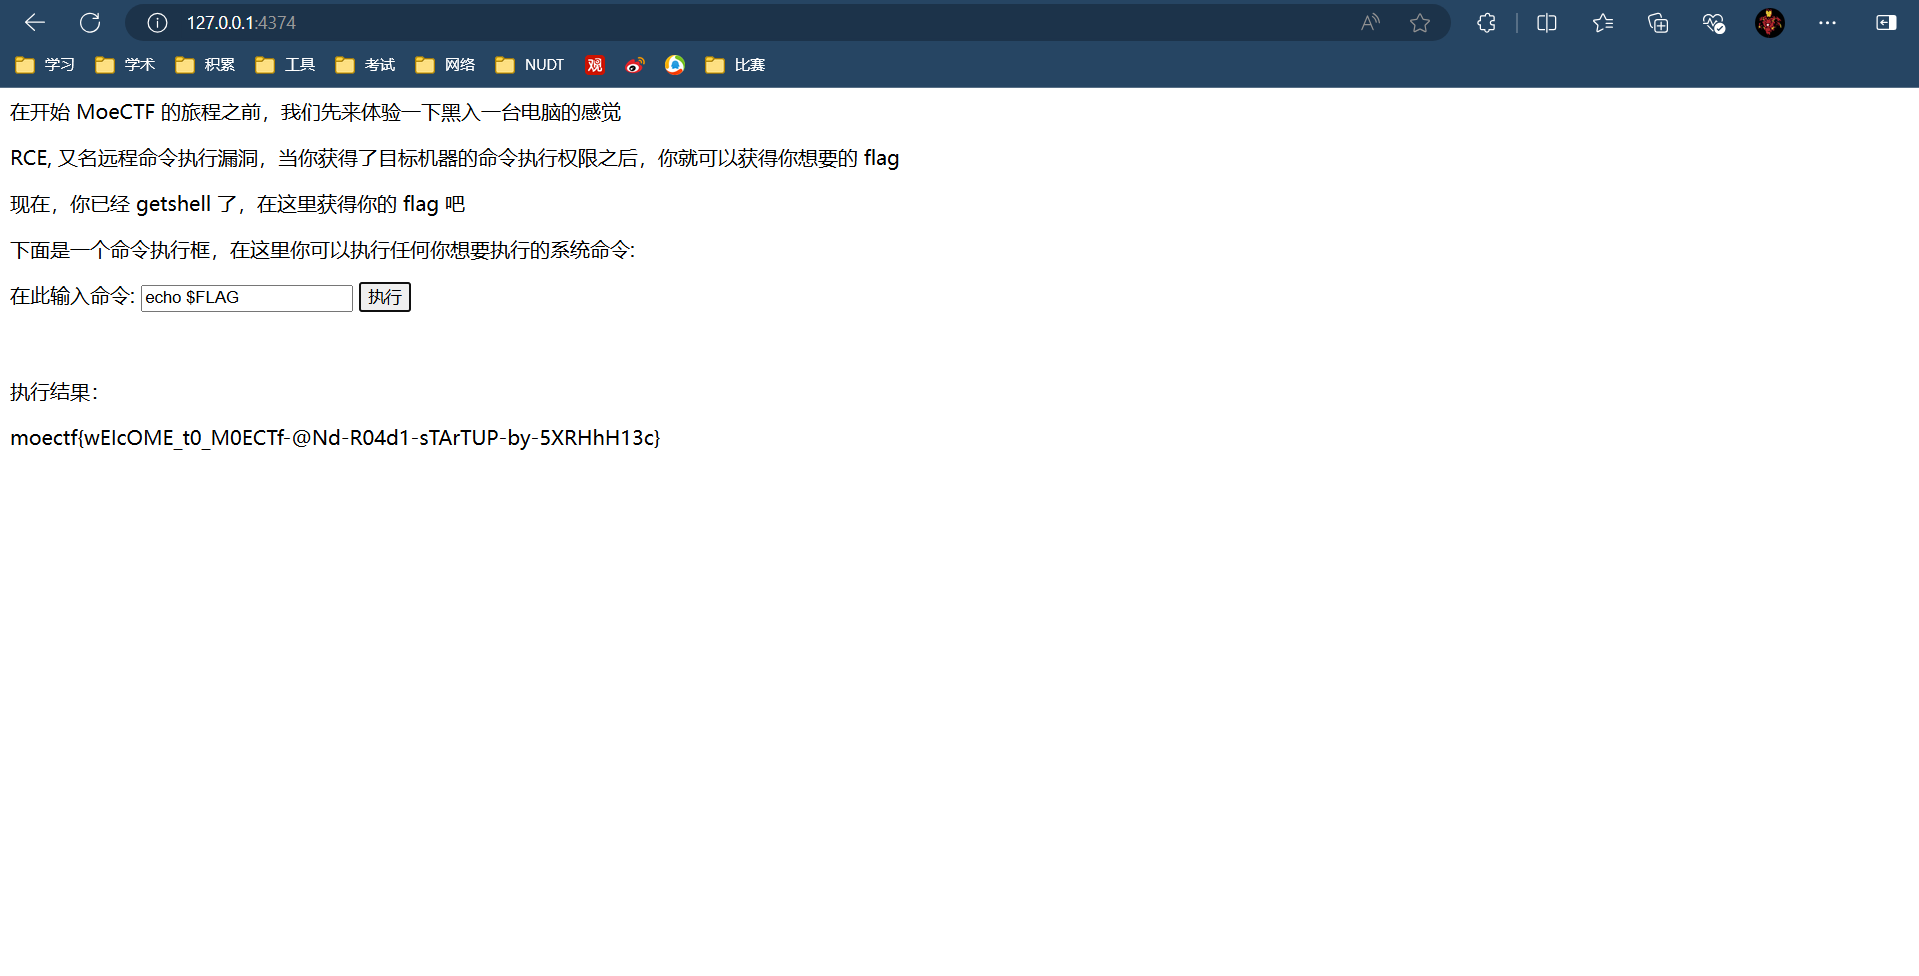 127.0.0.1:4374
学习 学术 积累 工具 考试 网络 NUDT 观 比赛
在开始 MoeCTF 的旅程之前，我们先来体验一下黑入一台电脑的感觉
RCE, 又名远程命令执行漏洞，当你获得了目标机器的命令执行权限之后，你就可以获得你想要的 flag
现在，你已经 getshell 了，在这里获得你的 flag 吧
下面是一个命令执行框，在这里你可以执行任何你想要执行的系统命令:
在此输入命令: echo $FLAG 执行
执行结果：
moectf{wEIcOME_t0_M0ECTf-@Nd-R04d1-sTArTUP-by-5XRHhH13c}